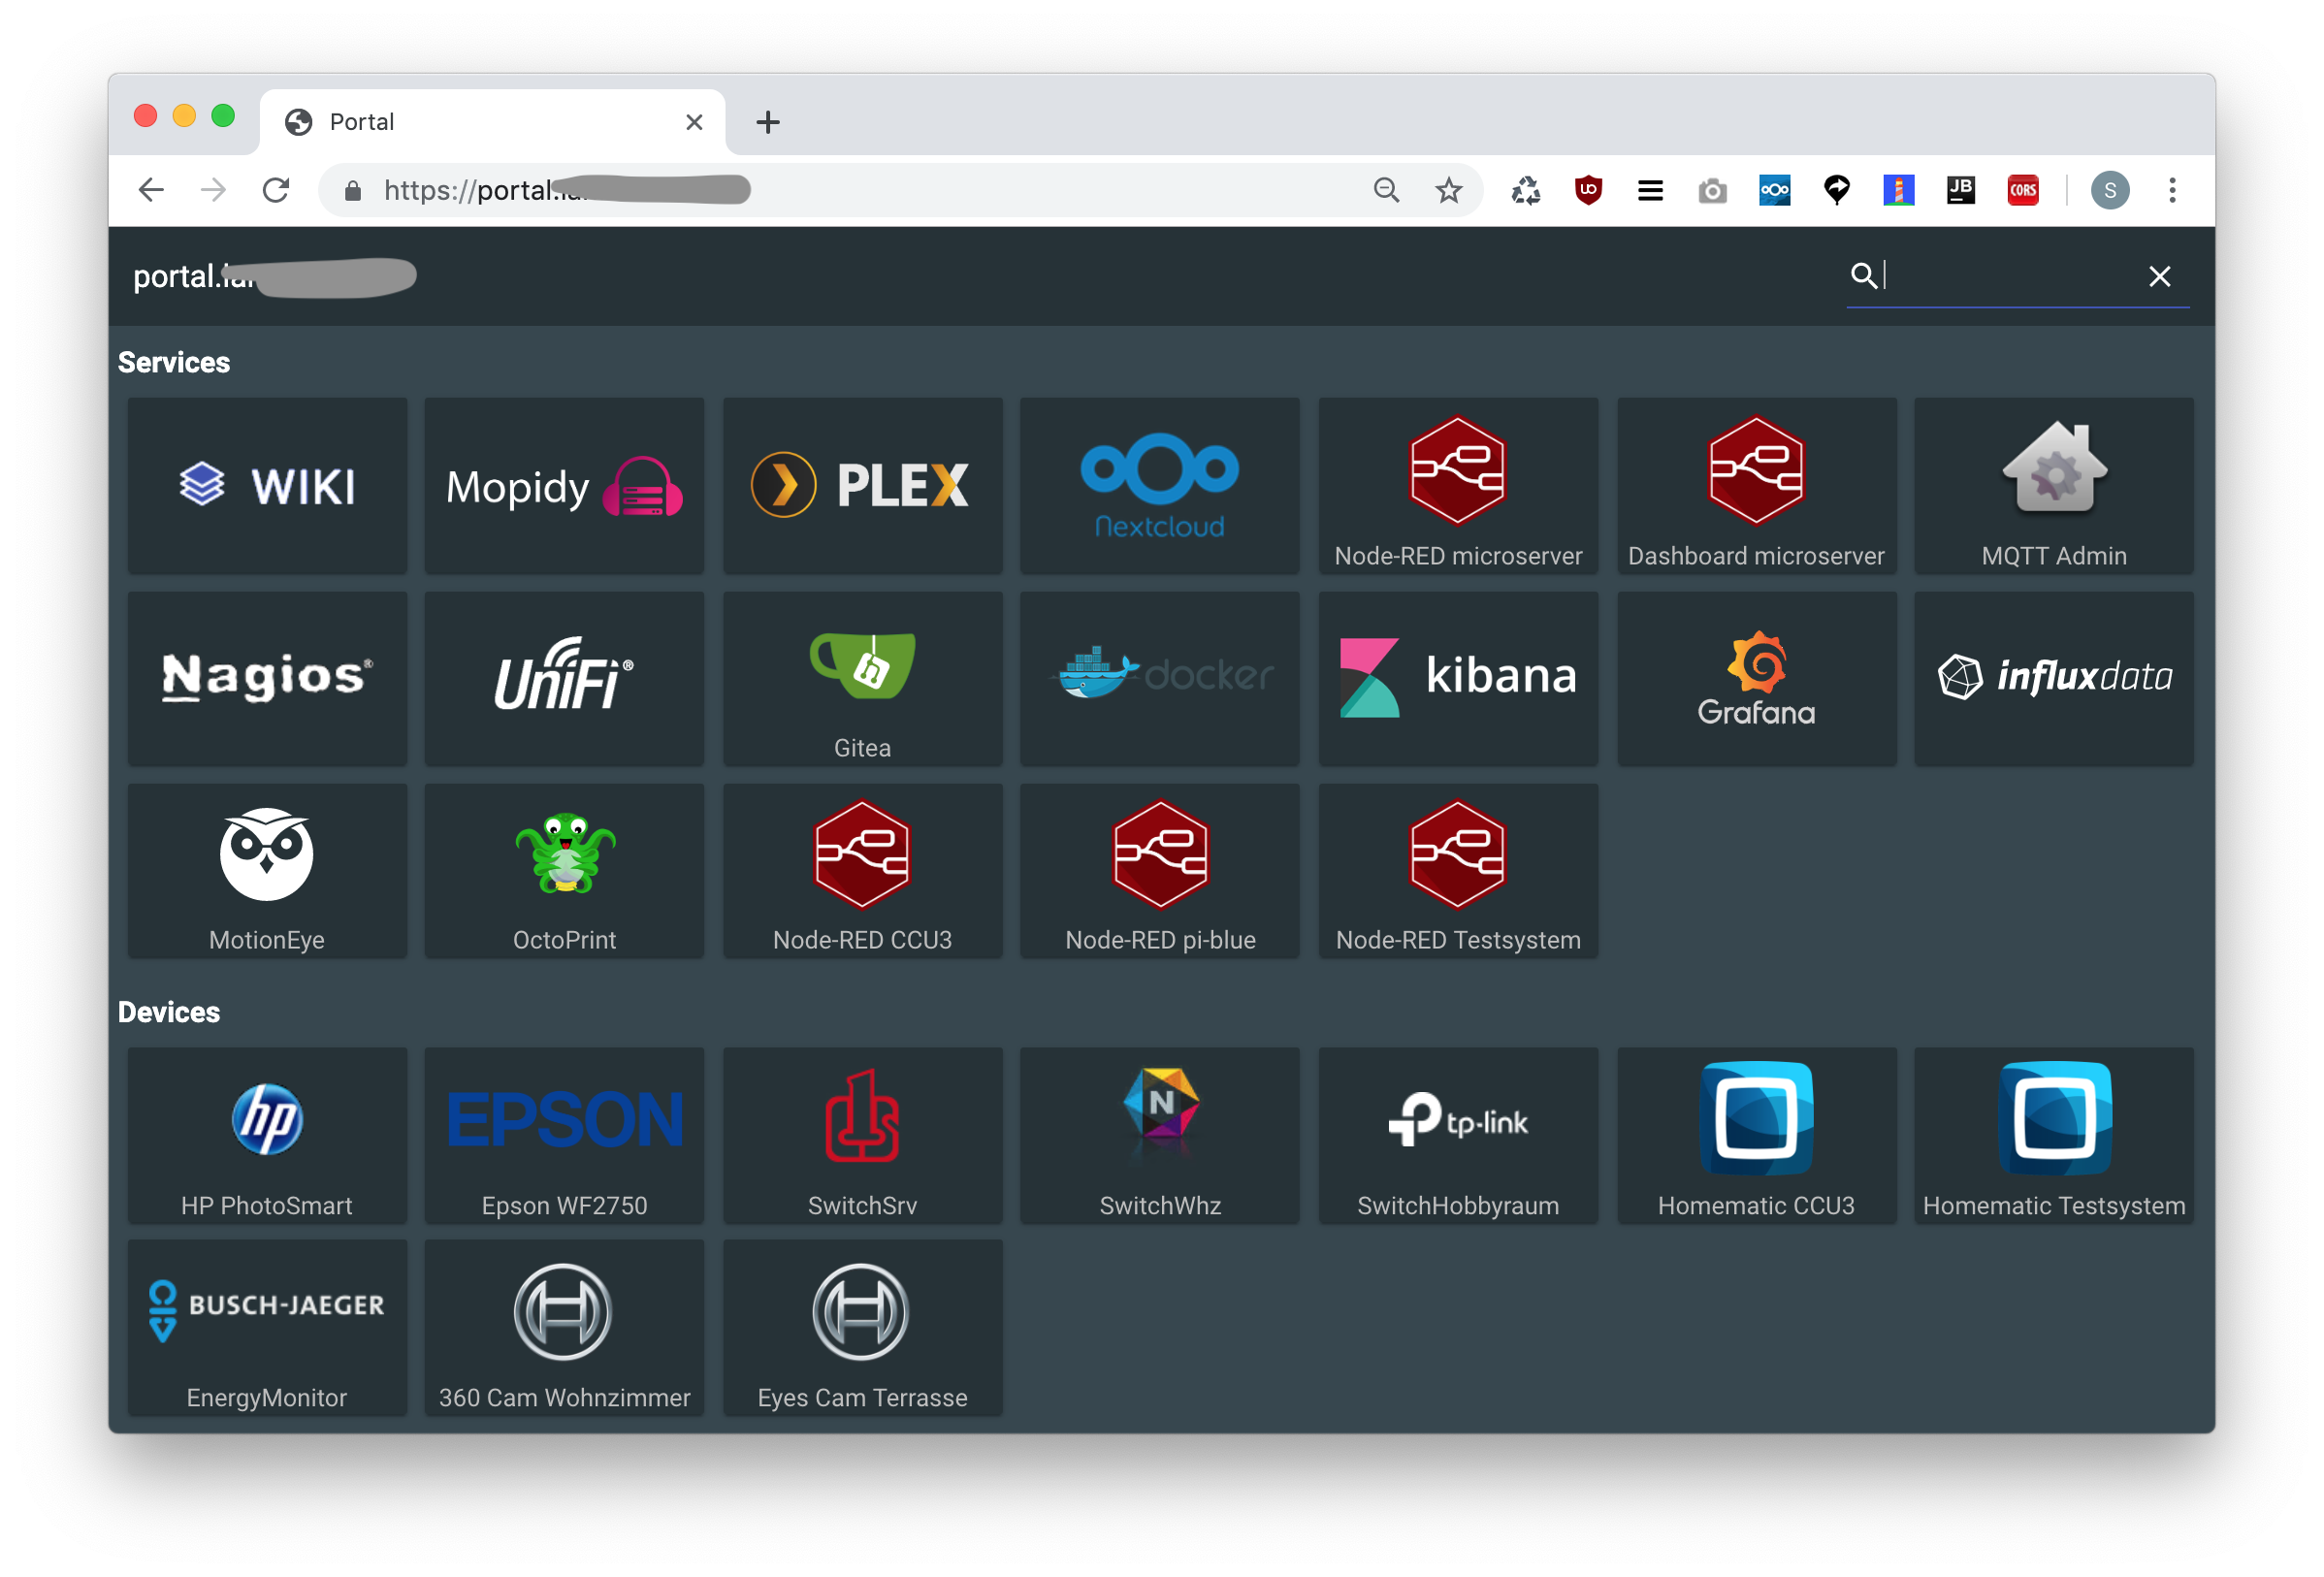 Portal
https://portal.
S
portal.
Services
WIKI
Mopidy
PLEX
Nextcloud
Node-RED microserver
Dashboard microserver
MQTT Admin
Nagios®
UniFi®
Gitea
docker
kibana
Grafana
influxdata
MotionEye
OctoPrint
Node-RED CCU3
Node-RED pi-blue
Node-RED Testsystem
Devices
hp
HP PhotoSmart
EPSON
Epson WF2750
SwitchSrv
N
SwitchWhz
tp-link
SwitchHobbyraum
Homematic CCU3
Homematic Testsystem
BUSCH-JAEGER
EnergyMonitor
360 Cam Wohnzimmer
Eyes Cam Terrasse
UO
JB
CORS